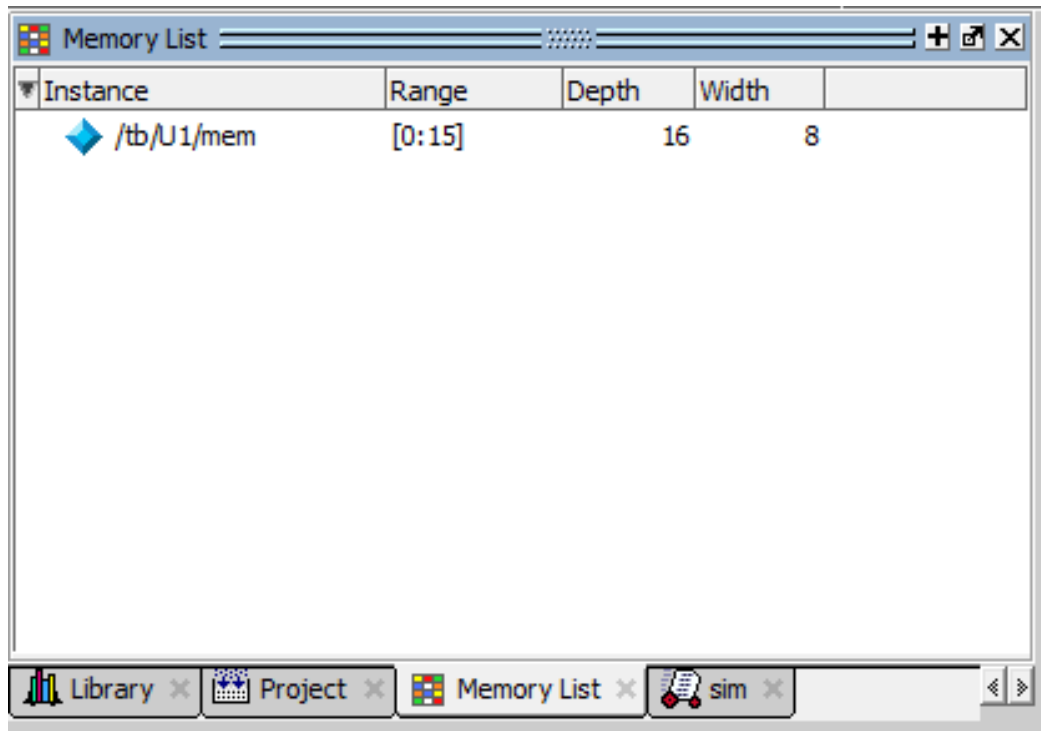 Memory List
Instance Range Depth Width
/tb/U1/mem [0:15] 16 8
Library Project Memory List sim